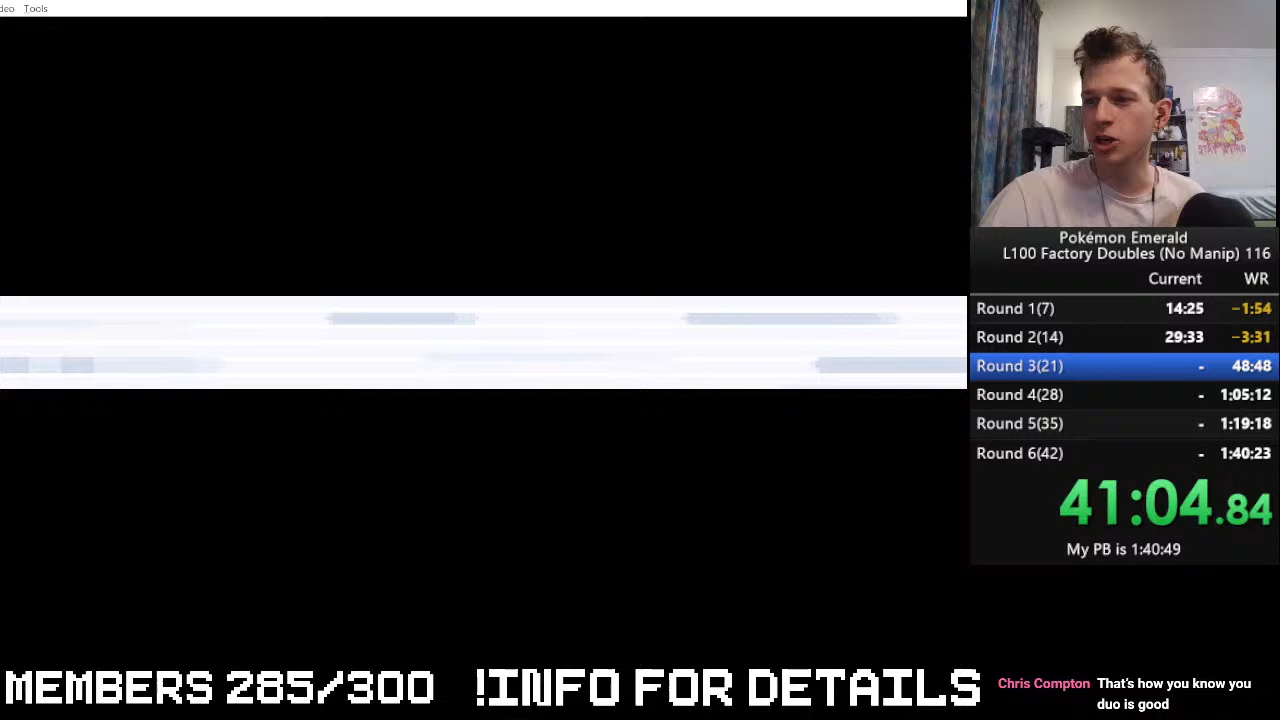 deo Tools
Pokémon Emerald
L100 Factory Doubles (No Manip) 116
Current WR
Round 1(7) 14:25 −1:54
Round 2(14) 29:33 −3:31
Round 3(21) - 48:48
Round 4(28) - 1:05:12
Round 5(35) - 1:19:18
Round 6(42) - 1:40:23
41:04.84
My PB is 1:40:49
MEMBERS 285/300 !INFO FOR DETAILS
Chris Compton That's how you know you
duo is good